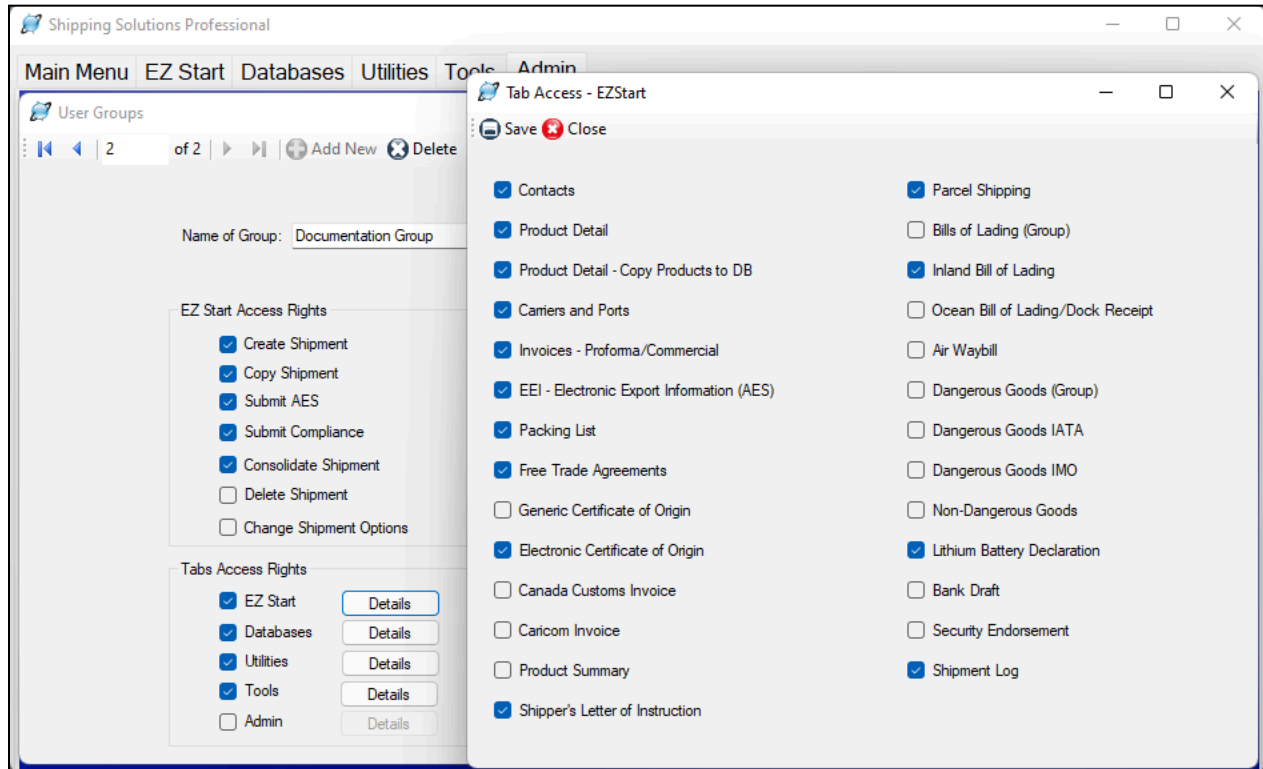 Shipping Solutions Professional
Main Menu EZ Start Databases Utilities Tools Admin
User Groups
2 of 2 Add New Delete
Name of Group: Documentation Group
EZ Start Access Rights
Create Shipment
Copy Shipment
Submit AES
Submit Compliance
Consolidate Shipment
Delete Shipment
Change Shipment Options
Tabs Access Rights
EZ Start Details
Databases Details
Utilities Details
Tools Details
Admin Details
Tab Access - EZStart
Save Close
Contacts
Product Detail
Product Detail - Copy Products to DB
Carriers and Ports
Invoices - Proforma/Commercial
EEI - Electronic Export Information (AES)
Packing List
Free Trade Agreements
Generic Certificate of Origin
Electronic Certificate of Origin
Canada Customs Invoice
Caricom Invoice
Product Summary
Shipper's Letter of Instruction
Parcel Shipping
Bills of Lading (Group)
Inland Bill of Lading
Ocean Bill of Lading/Dock Receipt
Air Waybill
Dangerous Goods (Group)
Dangerous Goods IATA
Dangerous Goods IMO
Non-Dangerous Goods
Lithium Battery Declaration
Bank Draft
Security Endorsement
Shipment Log